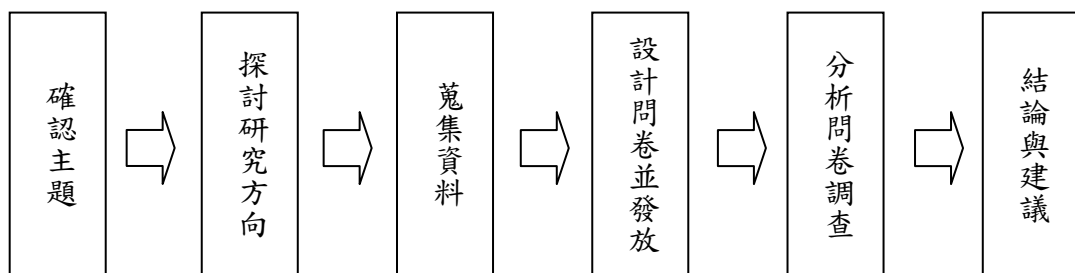 確認主題
探討研究方向
蒐集資料
設計問卷並發放
分析問卷調查
結論與建議